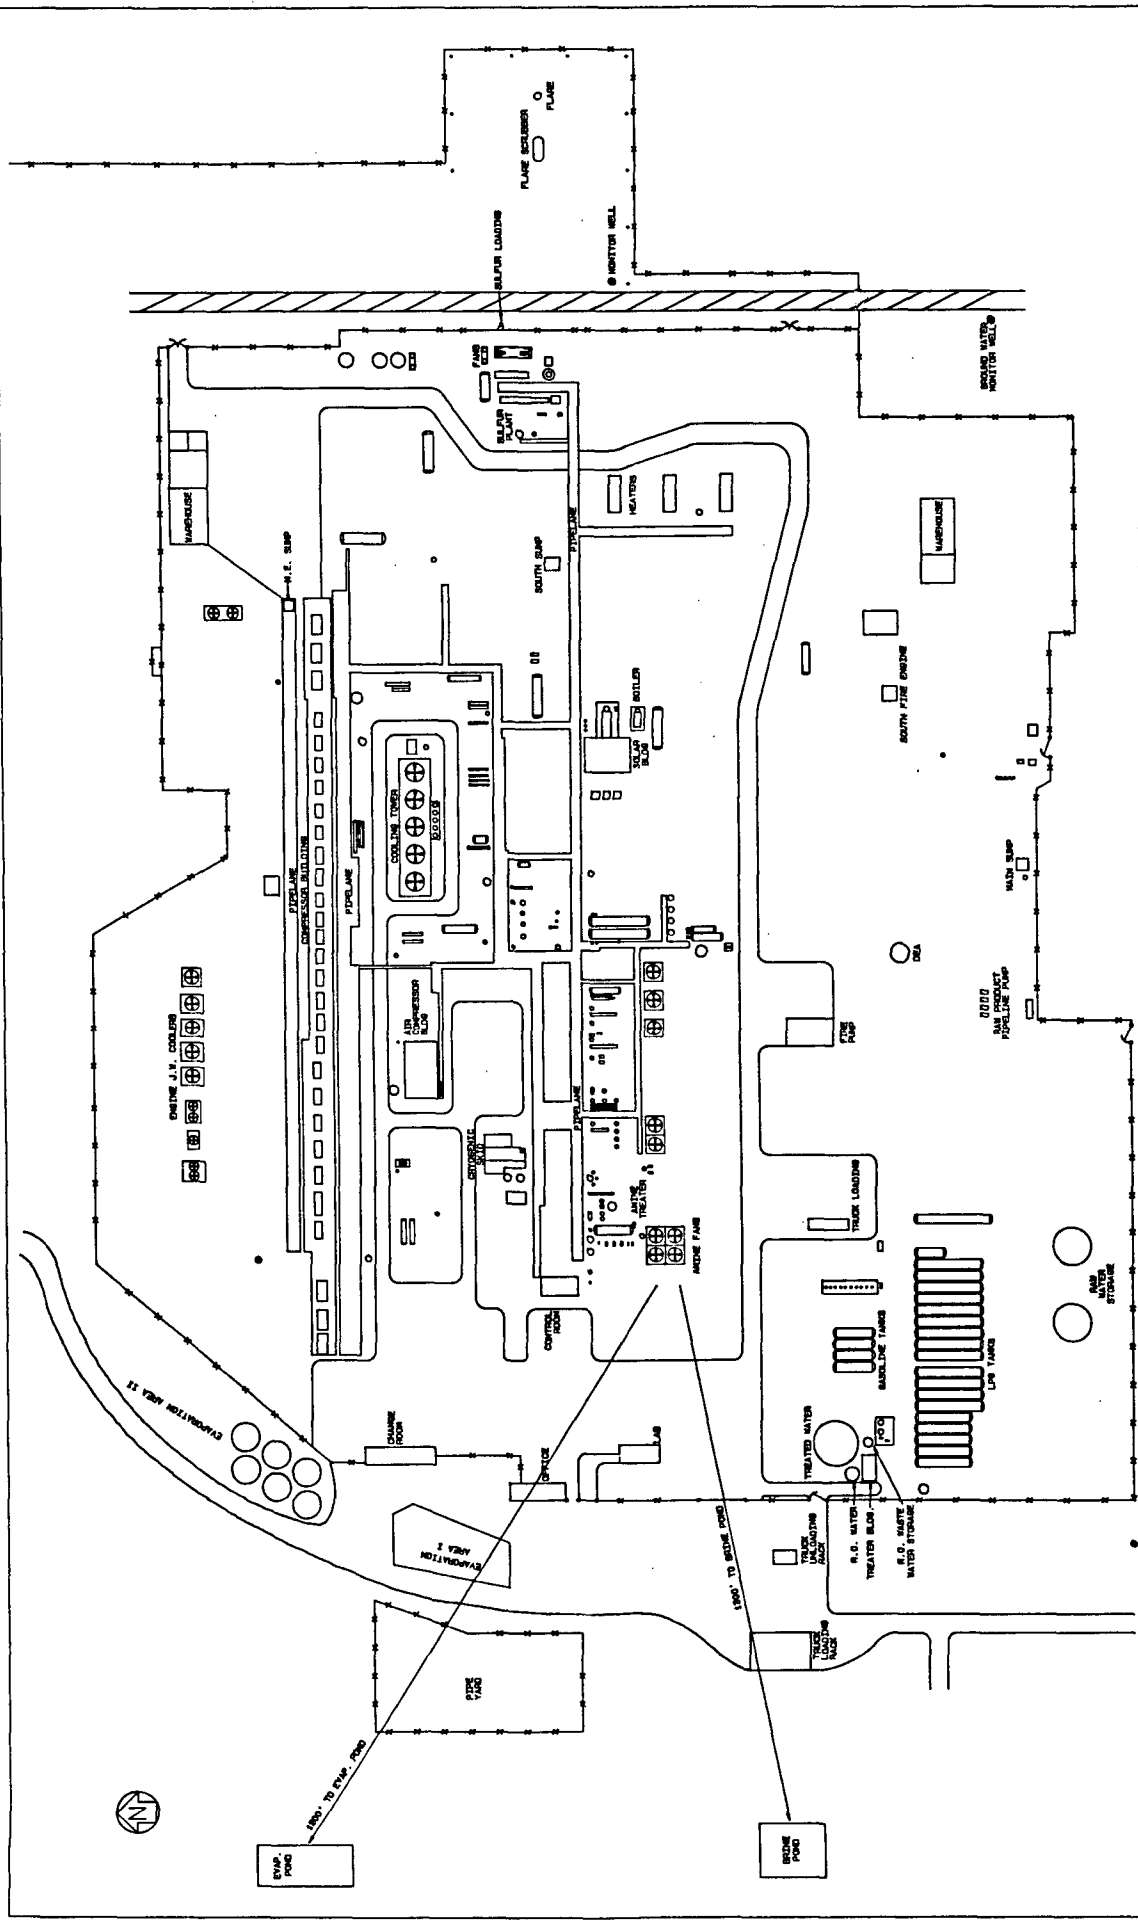 FLARE
FLARE SCRUBBER
SULFUR LOADING
MONITOR WELL
GROUND WATER
MONITOR WELL
FANS
SULFUR
PLANT
HEATERS
PIPELANE
SOUTH SUMP
WAREHOUSE
N.E. SUMP
WAREHOUSE
SOUTH FIRE ENGINE
BOILER
SOLAR
BLDG
COOLING TOWER
PIPELANE
COMPRESSOR BUILDING
PIPELANE
MAIN SUMP
DEA
RAW PRODUCT
PIPELINE PUMP
FIRE
PUMP
AIR
COMPRESSOR
BLDG
ENGINE J.W. COOLERS
PIPELANE
CRYOGENIC
SKID
AMINE
TREATER
AMINE FANS
CONTROL
ROOM
TRUCK LOADING
GASOLINE TANKS
LPG TANKS
RAW
WATER
STORAGE
TREATED WATER
R.O. WATER
TREATER BLDG.
R.O. WASTE
WATER STORAGE
EVAPORATION AREA II
CHANGE
ROOM
OFFICE
LAB
EVAPORATION
AREA I
TRUCK
UNLOADING
RACK
TRUCK
LOADING
RACK
PIPE
YARD
1200' TO BRINE POND
TO EVAP. POND
N
EVAP.
POND
BRINE
POND